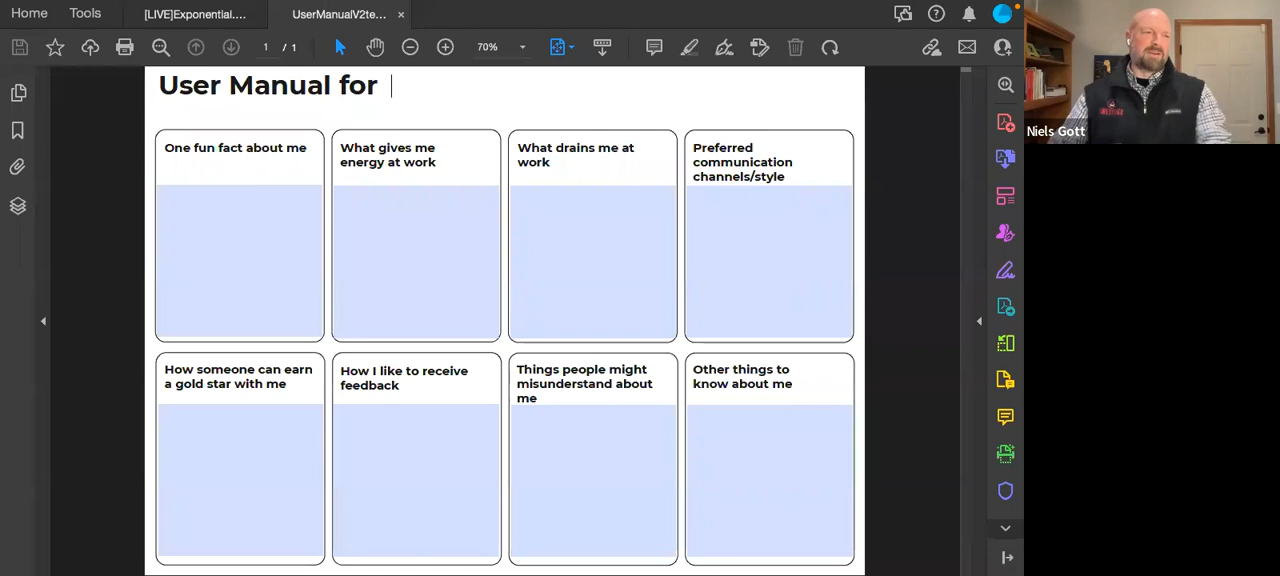 Home
Tools
[LIVE]Exponential....
UserManualV2te...
1 / 1
70%
Niels Gott
User Manual for
One fun fact about me
What gives me
energy at work
What drains me at
work
Preferred
communication
channels/style
How someone can earn
a gold star with me
How I like to receive
feedback
Things people might
misunderstand about
me
Other things to
know about me